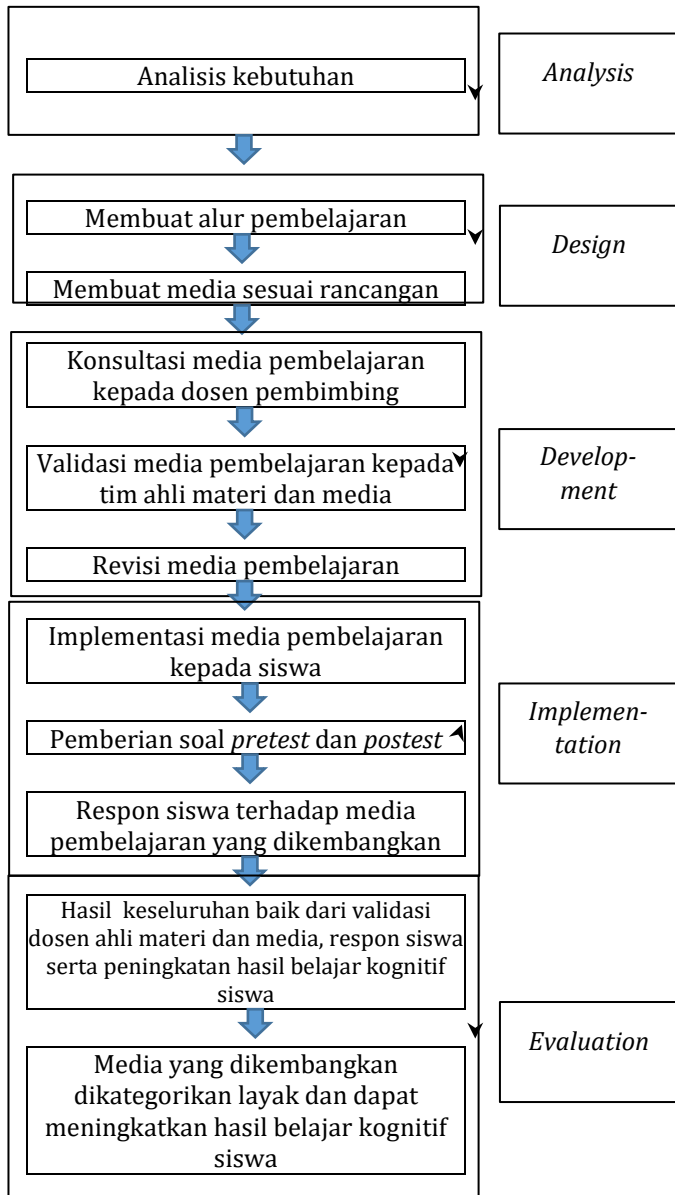 Analisis kebutuhan
Analysis
Membuat alur pembelajaran
Membuat media sesuai rancangan
Design
Konsultasi media pembelajaran
kepada dosen pembimbing
Validasi media pembelajaran kepada
tim ahli materi dan media
Revisi media pembelajaran
Develop-
ment
Implementasi media pembelajaran
kepada siswa
Pemberian soal pretest dan postest
Respon siswa terhadap media
pembelajaran yang dikembangkan
Implemen-
tation
Hasil keseluruhan baik dari validasi
dosen ahli materi dan media, respon siswa
serta peningkatan hasil belajar kognitif
siswa
Media yang dikembangkan
dikategorikan layak dan dapat
meningkatkan hasil belajar kognitif
siswa
Evaluation